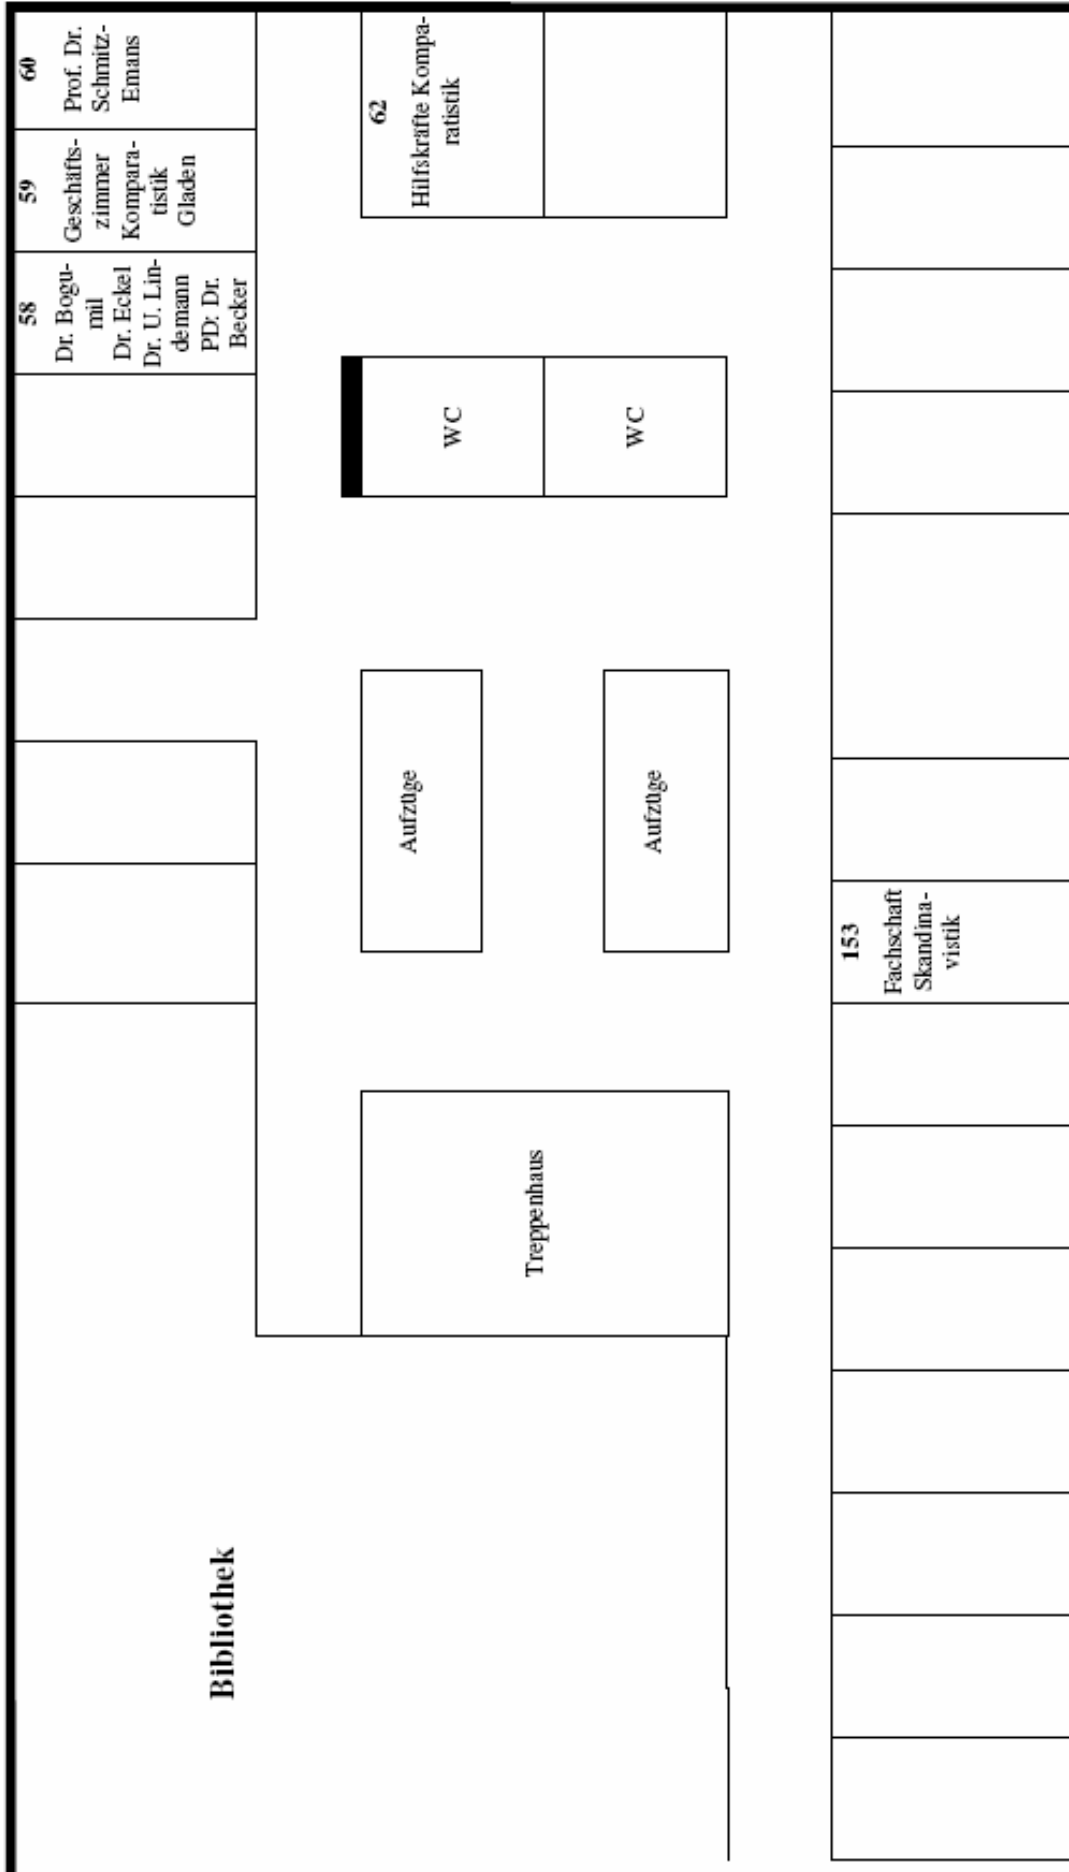 58
Dr. Bogu-
mil
Dr. Eckel
Dr. U. Lin-
demann
PD: Dr.
Becker
59
Geschäfts-
zimmer
Kompara-
tistik
Gladen
60
Prof. Dr.
Schmitz-
Emans
Bibliothek
Treppenhaus
Aufzüge
Aufzüge
WC
WC
62
Hilfskräfte Kompa-
ratistik
153
Fachschaft
Skandina-
vistik